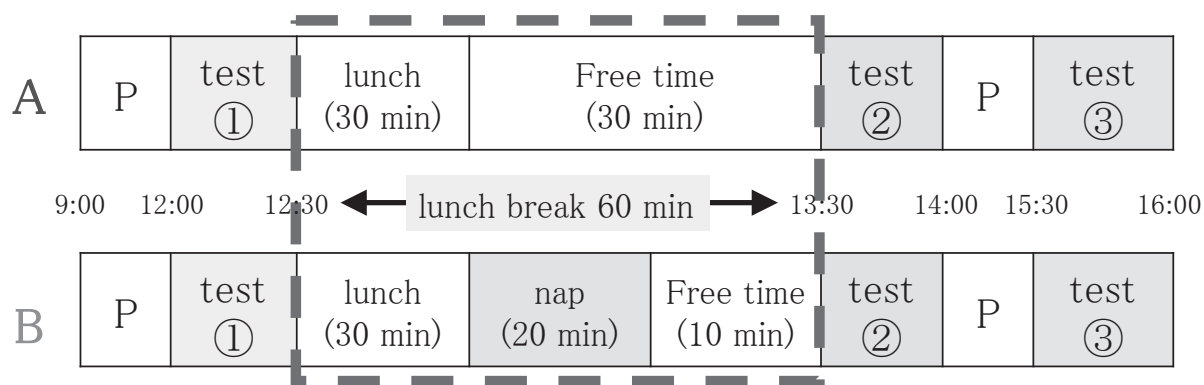 A
P
test
①
lunch
(30 min)
Free time
(30 min)
test
②
P
test
③
9:00 12:00 12:30 lunch break 60 min 13:30 14:00 15:30 16:00
B
P
test
①
lunch
(30 min)
nap
(20 min)
Free time
(10 min)
test
②
P
test
③